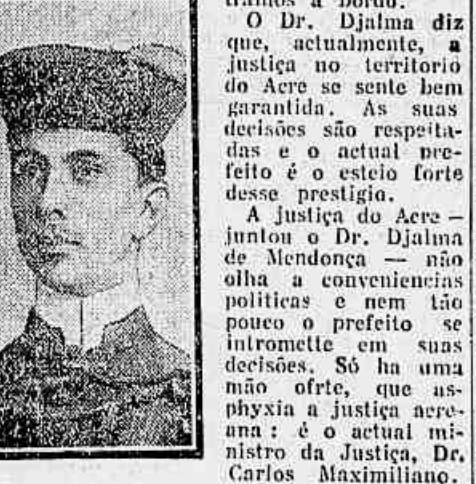 tramos a bordo.
O Dr. Djalma diz
que, actualmente, a
justiça no territorio
do Acre se sente bem
garantida. As suas
decisões são respeita-
das e o actual pre-
feito é o esteio forte
desse prestigio.
A justiça do Acre —
juntou o Dr. Djalma
de Mendonça — não
olha a conveniencias
politicas e nem tão
pouco o prefeito se
intromette em suas
decisões. Só ha uma
mão ofrte, que as-
phyxia a justiça acre-
ana : é o actual mi-
nistro da Justiça, Dr.
Carlos Maximiliano.